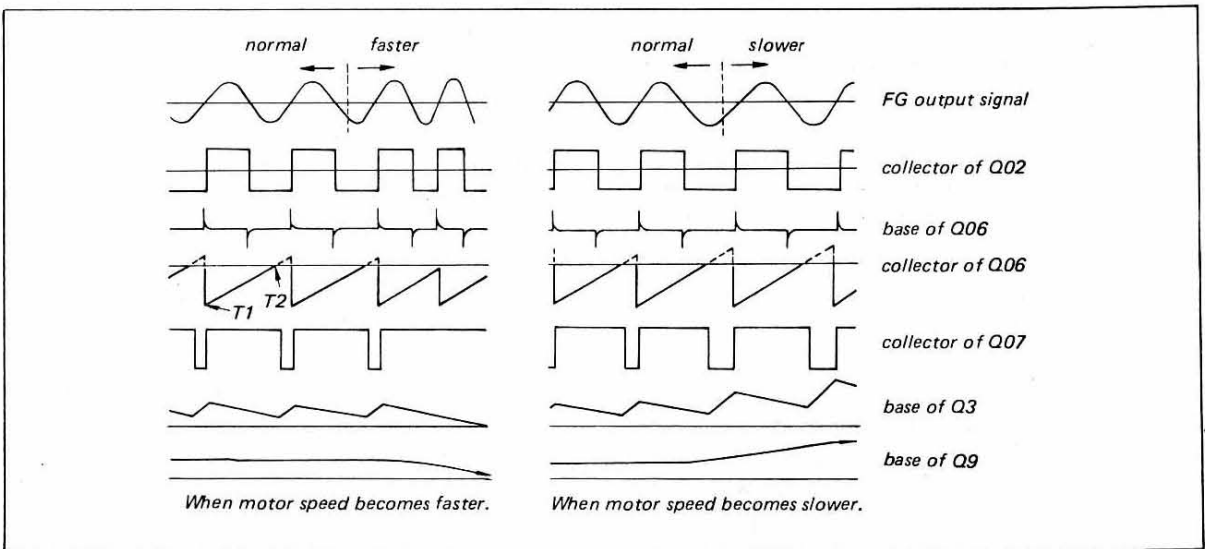 normal faster
normal slower
FG output signal
collector of Q02
base of Q06
collector of Q06
T1
T2
collector of Q07
base of Q3
base of Q9
When motor speed becomes faster.
When motor speed becomes slower.